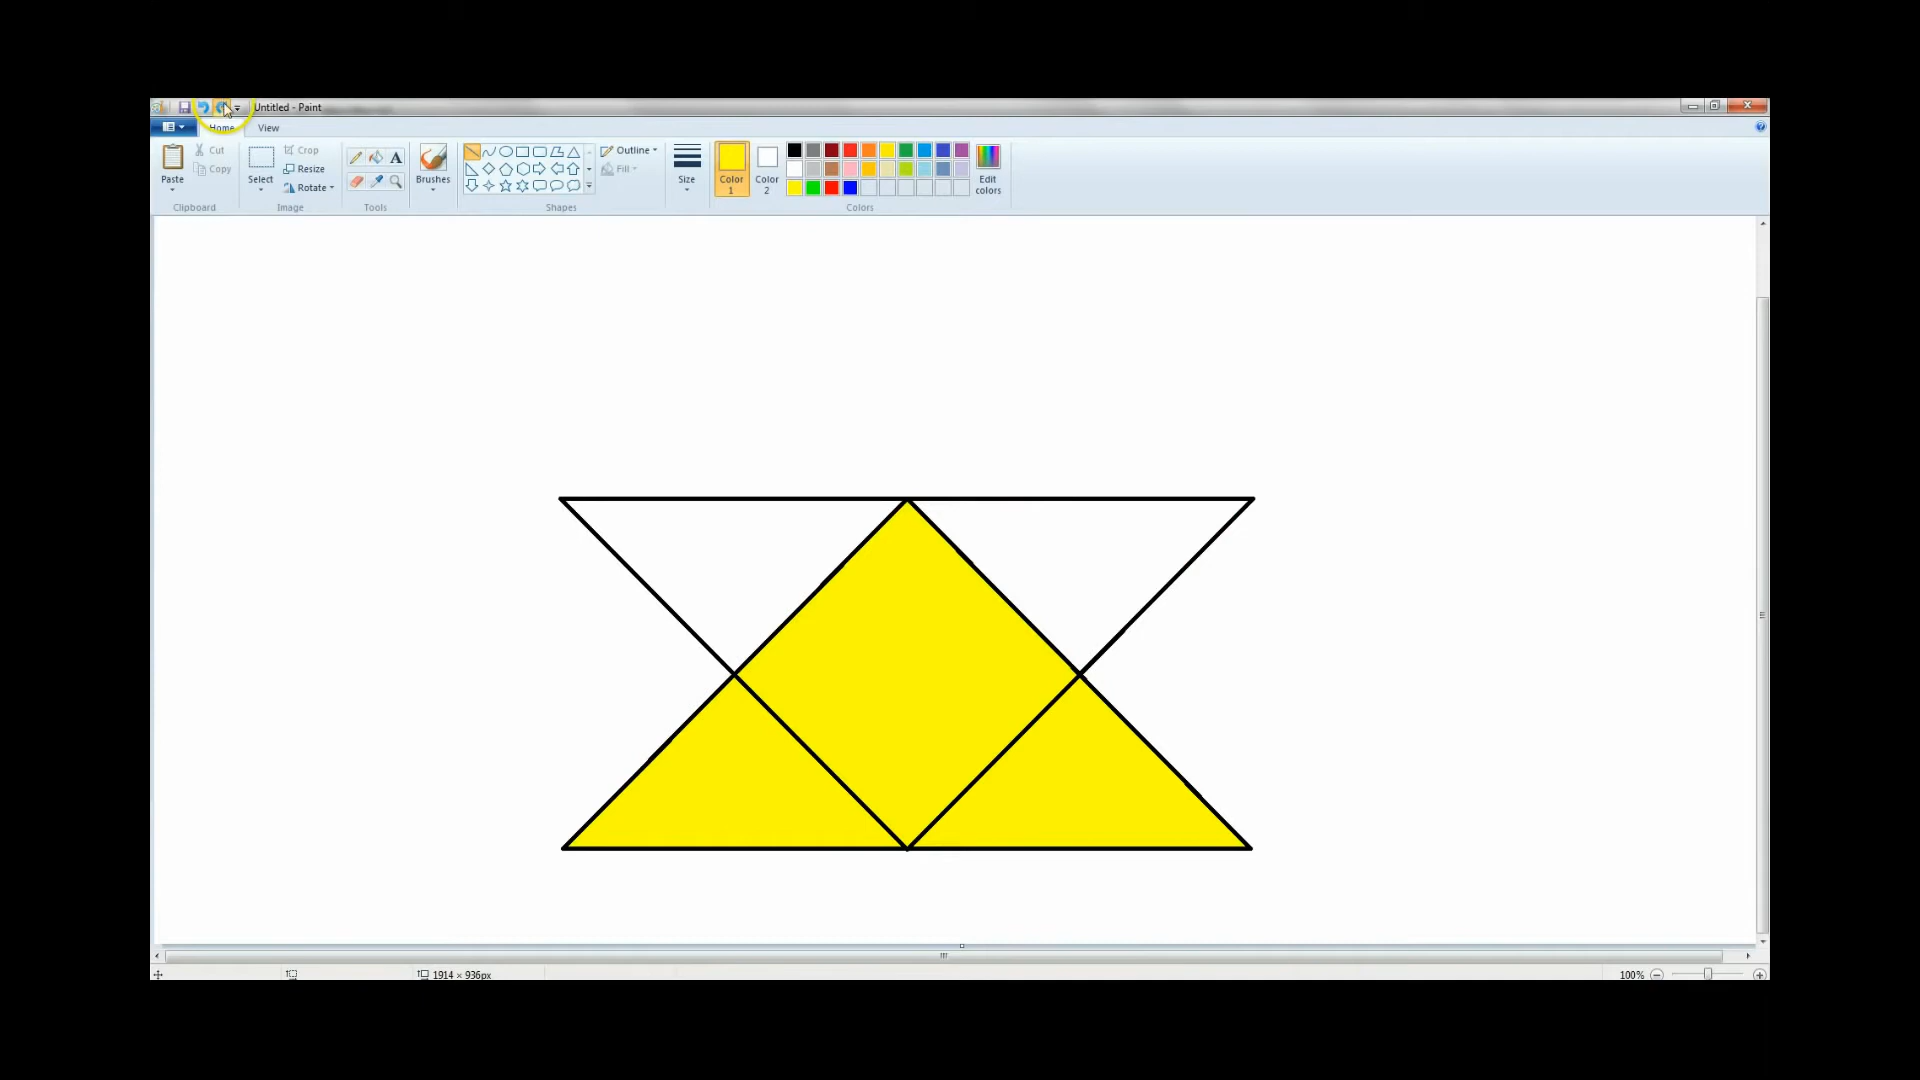 Untitled - Paint
Home View
Cut
Copy
Paste
Clipboard
Crop
Resize
Rotate
Select
Image
A
Tools
Brushes
Shapes
Outline
Fill
Size
Color 1
Color 2
Edit colors
Colors
1914 × 936px
100%